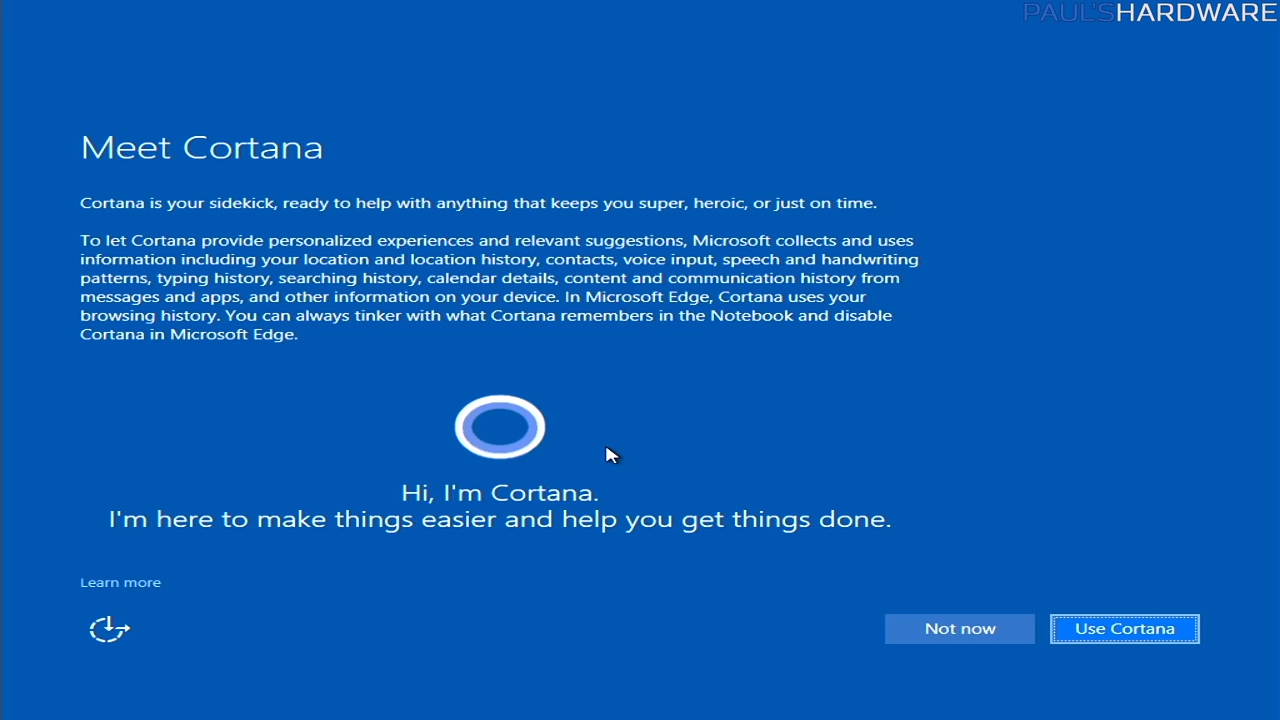 PAUL'SHARDWARE
Meet Cortana
Cortana is your sidekick, ready to help with anything that keeps you super, heroic, or just on time.
To let Cortana provide personalized experiences and relevant suggestions, Microsoft collects and uses
information including your location and location history, contacts, voice input, speech and handwriting
patterns, typing history, searching history, calendar details, content and communication history from
messages and apps, and other information on your device. In Microsoft Edge, Cortana uses your
browsing history. You can always tinker with what Cortana remembers in the Notebook and disable
Cortana in Microsoft Edge.
Hi, I'm Cortana.
I'm here to make things easier and help you get things done.
Learn more
Not now
Use Cortana